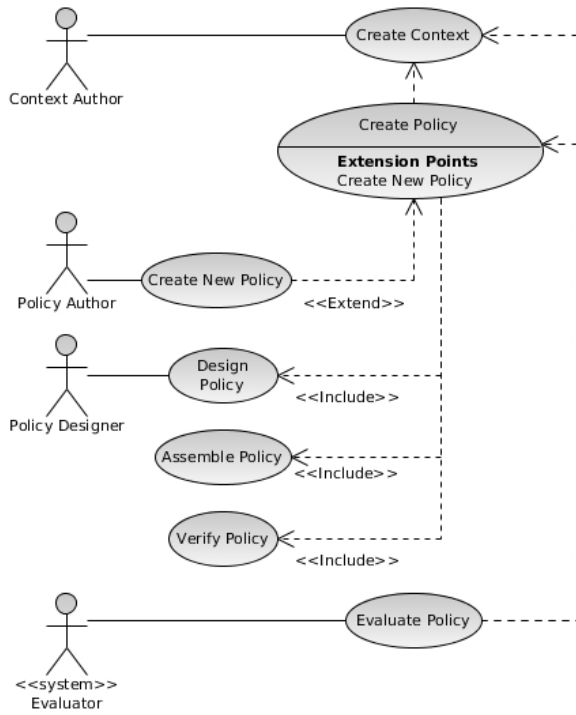 Create Context
Context Author
Create Policy
Extension Points
Create New Policy
Create New Policy
Policy Author
<<Extend>>
Design
Policy
Policy Designer
<<Include>>
Assemble Policy
<<Include>>
Verify Policy
<<Include>>
Evaluate Policy
<<system>>
Evaluator